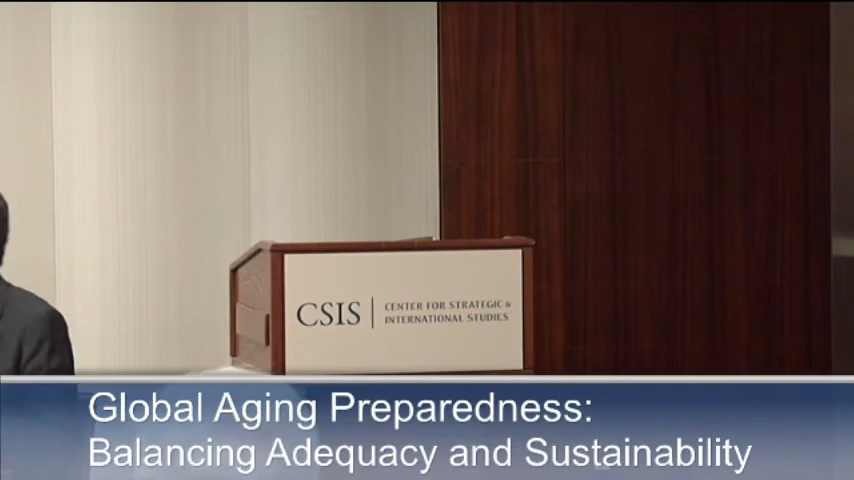 CSIS
CENTER FOR STRATEGIC &
INTERNATIONAL STUDIES
Global Aging Preparedness:
Balancing Adequacy and Sustainability